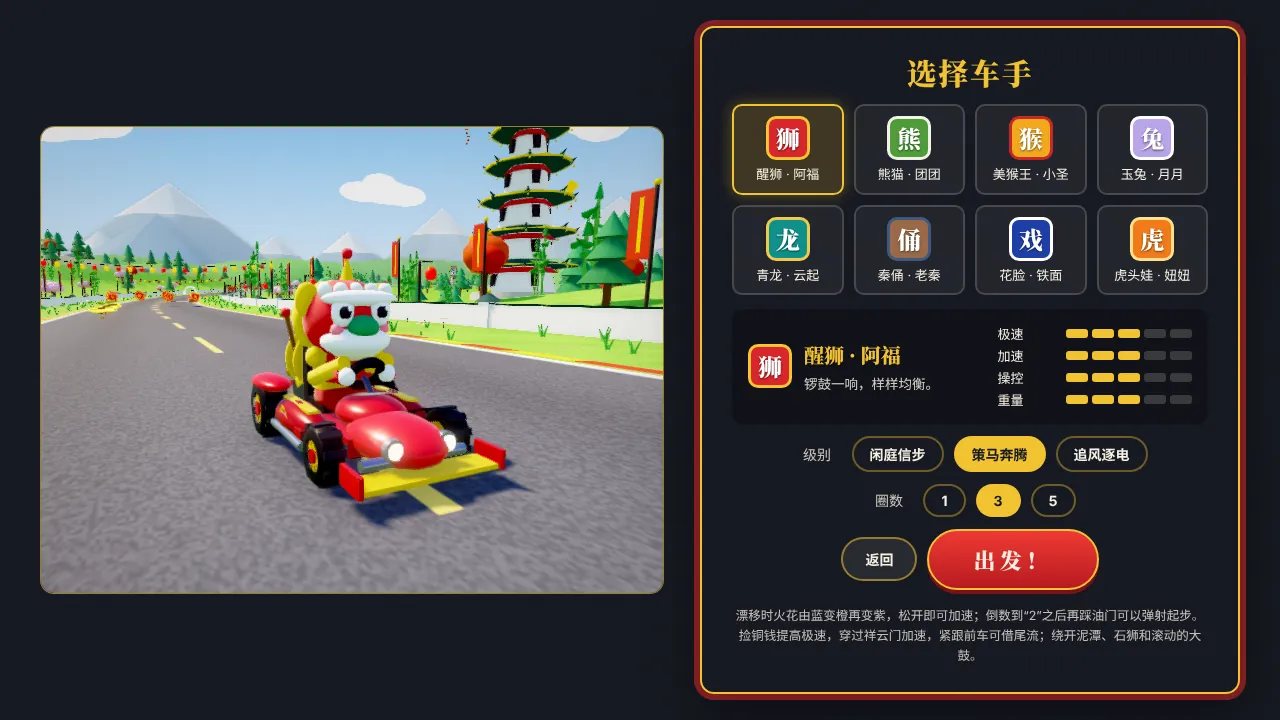 选择车手
狮 熊 猴 兔
醒狮 · 阿福 熊猫 · 团团 美猴王 · 小圣 玉兔 · 月月
龙 俑 戏 虎
青龙 · 云起 秦俑 · 老秦 花脸 · 铁面 虎头娃 · 妞妞
狮
醒狮 · 阿福
锣鼓一响，样样均衡。
极速
加速
操控
重量
级别 闲庭信步 策马奔腾 追风逐电
圈数 1 3 5
返回 出发！
漂移时火花由蓝变橙再变紫，松开即可加速；倒数到“2”之后再踩油门可以弹射起步。
捡铜钱提高极速，穿过祥云门加速，紧跟前车可借尾流；绕开泥潭、石狮和滚动的大
鼓。